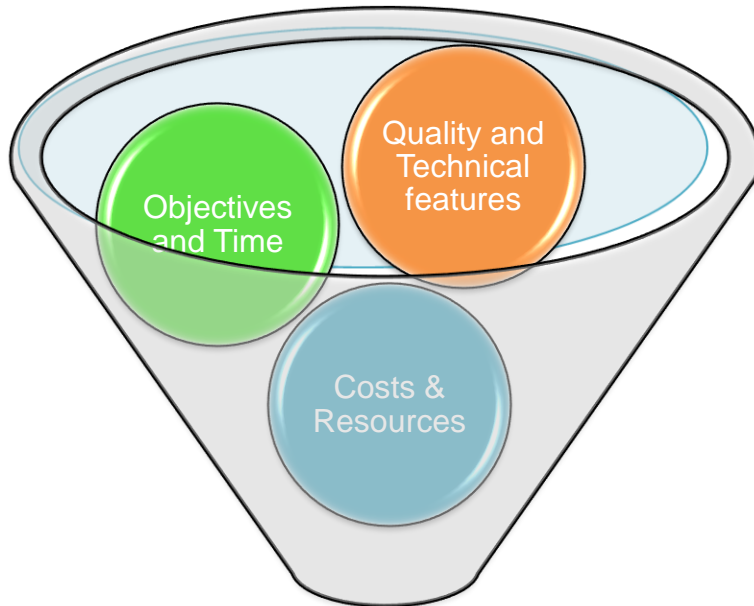 Quality and
Technical
features
Objectives
and Time
Costs &
Resources